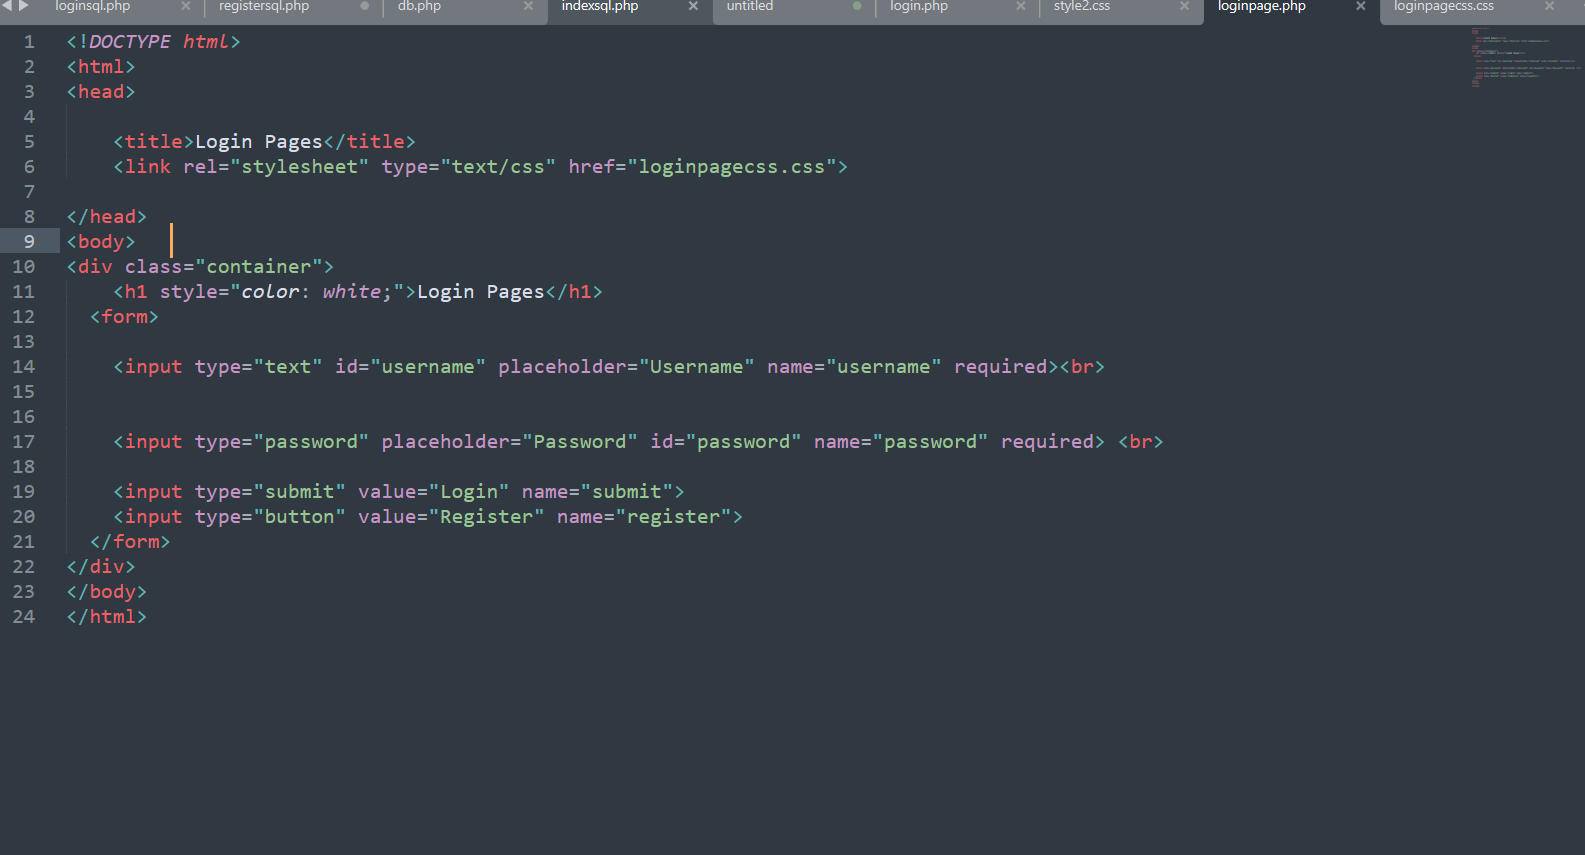 loginsql.php registersql.php db.php indexsql.php untitled login.php style2.css loginpage.php loginpagecss.css
1 <!DOCTYPE html>
2 <html>
3 <head>
4
5 <title>Login Pages</title>
6 <link rel="stylesheet" type="text/css" href="loginpagecss.css">
7
8 </head>
9 <body>
10 <div class="container">
11 <h1 style="color: white;">Login Pages</h1>
12 <form>
13
14 <input type="text" id="username" placeholder="Username" name="username" required><br>
15
16
17 <input type="password" placeholder="Password" id="password" name="password" required> <br>
18
19 <input type="submit" value="Login" name="submit">
20 <input type="button" value="Register" name="register">
21 </form>
22 </div>
23 </body>
24 </html>